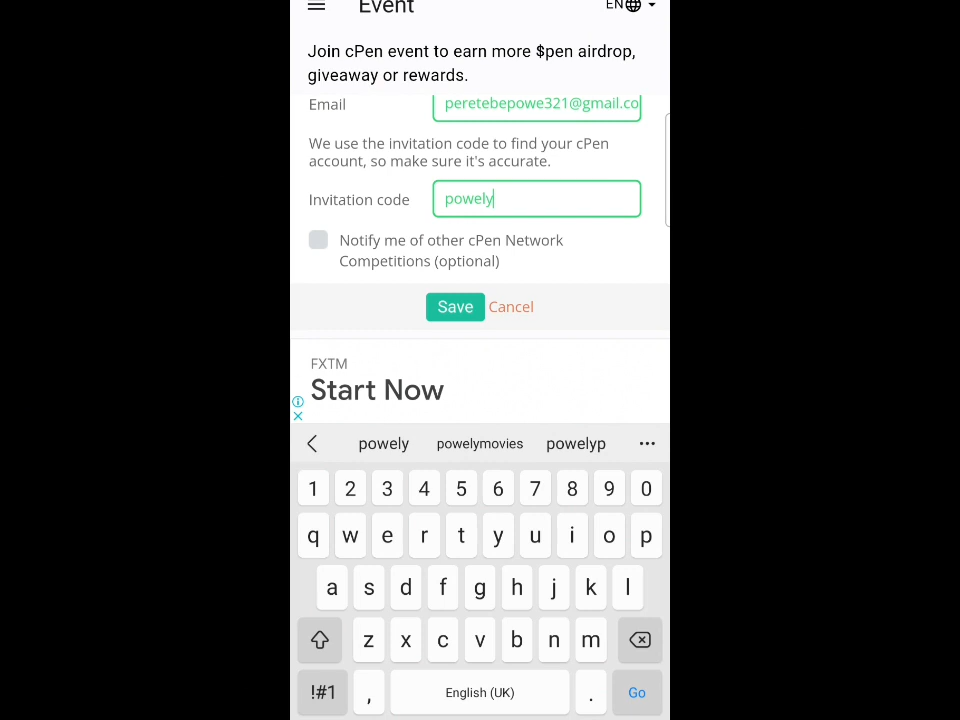 Event
EN
Join cPen event to earn more $pen airdrop,
giveaway or rewards.
Email peretebepowe321@gmail.co
We use the invitation code to find your cPen
account, so make sure it's accurate.
Invitation code powely
Notify me of other cPen Network
Competitions (optional)
Save Cancel
FXTM
Start Now
powely powelymovies powelyp
1 2 3 4 5 6 7 8 9 0
q w e r t y u i o p
a s d f g h j k l
z x c v b n m
!#1 , English (UK) . Go